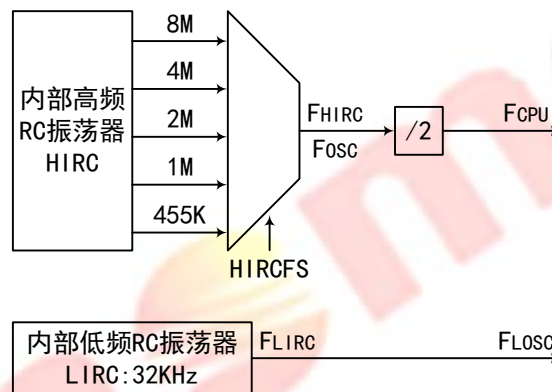 8M
4M
2M
1M
455K
内部高频
RC振荡器
HIRC
FHIRC
FOSC
/2
FCPU
HIRCFS
内部低频RC振荡器
LIRC:32KHz
FLIRC
FLOSC